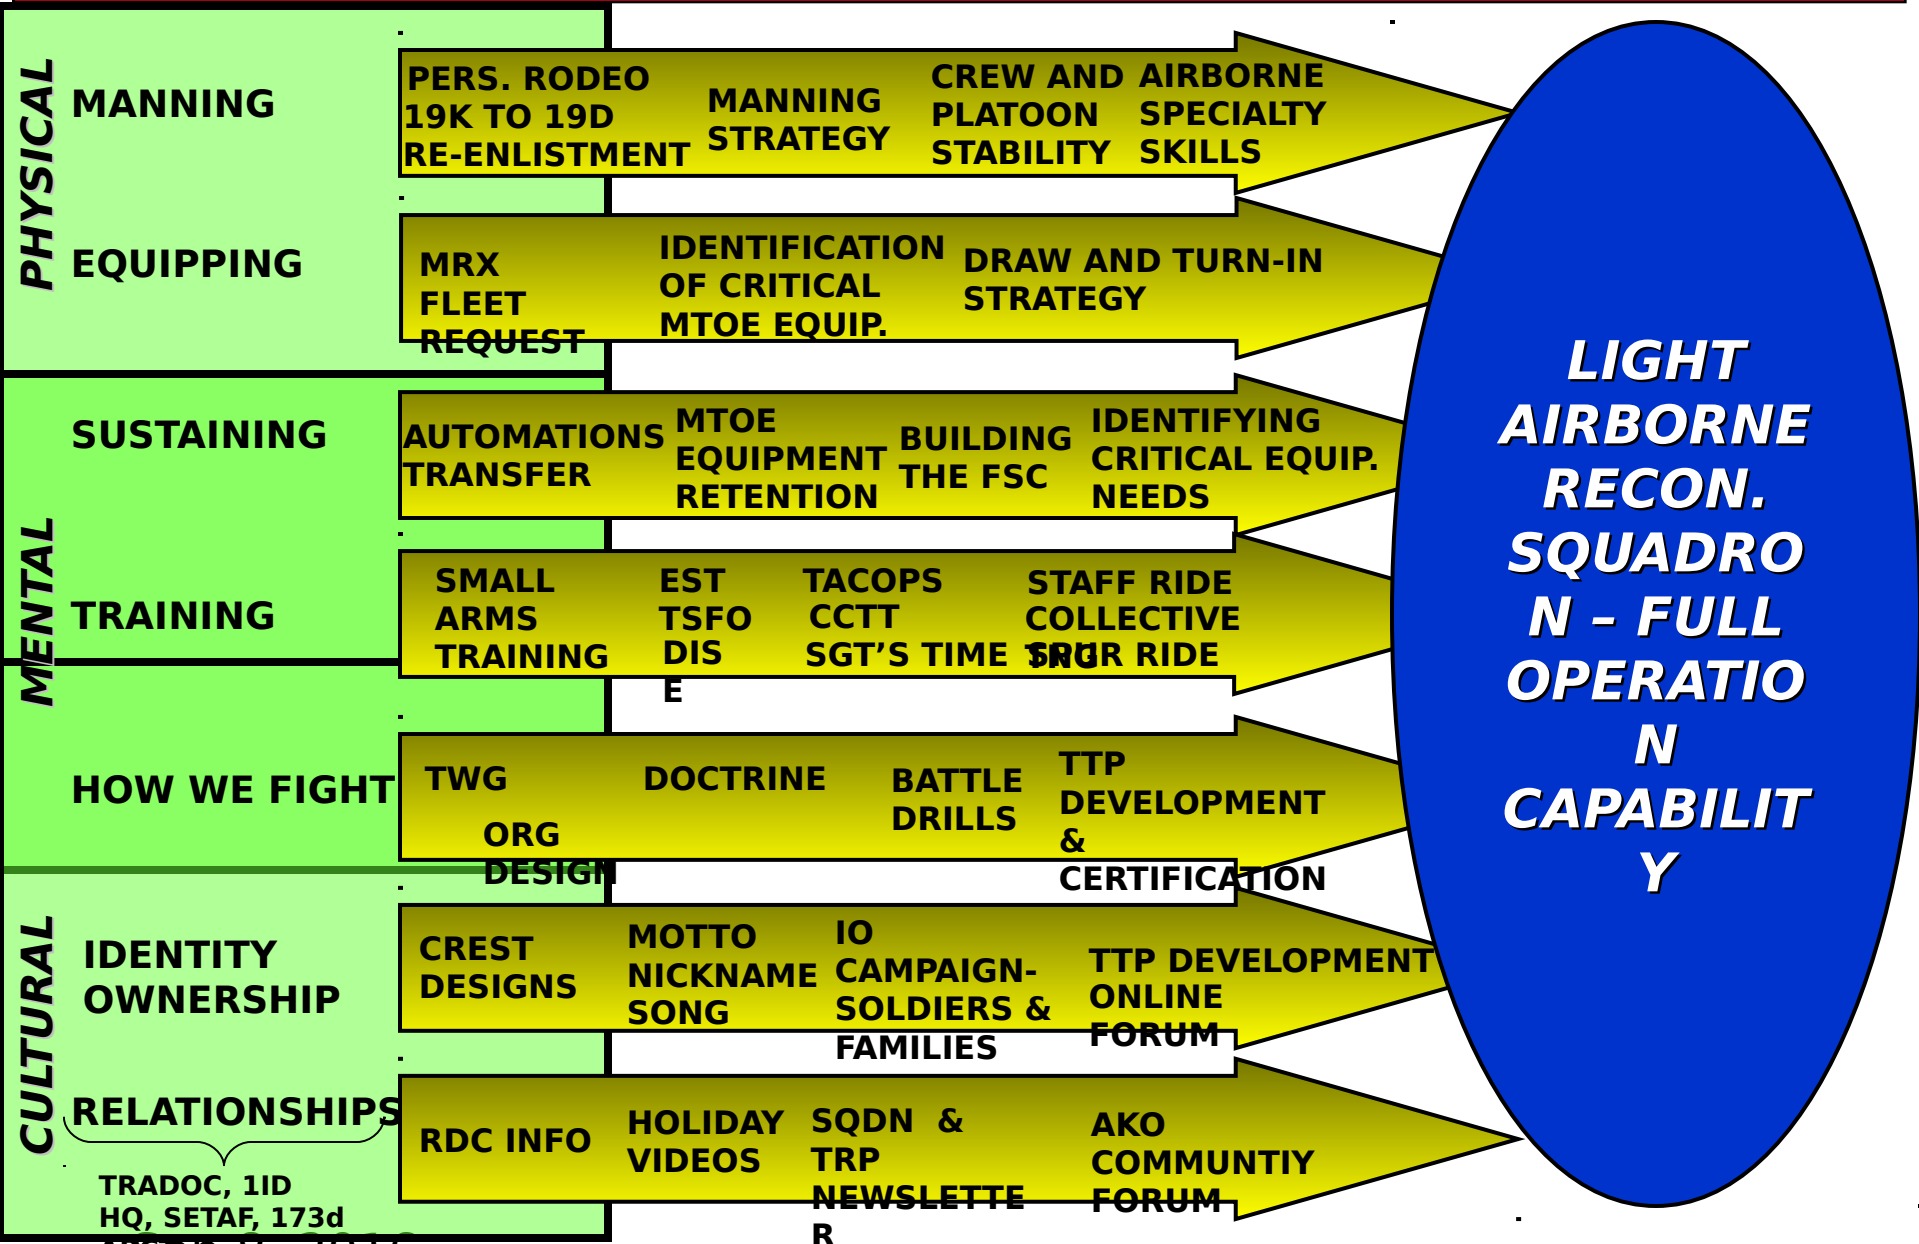 PHYSICAL
MANNING
PERS. RODEO
19K TO 19D
RE-ENLISTMENT
MANNING
STRATEGY
CREW AND
PLATOON
STABILITY
AIRBORNE
SPECIALTY
SKILLS
EQUIPPING
MRX
FLEET
REQUEST
IDENTIFICATION
OF CRITICAL
MTOE EQUIP.
DRAW AND TURN-IN
STRATEGY
MENTAL
SUSTAINING
AUTOMATIONS
TRANSFER
MTOE
EQUIPMENT
RETENTION
BUILDING
THE FSC
IDENTIFYING
CRITICAL EQUIP.
NEEDS
TRAINING
SMALL
ARMS
TRAINING
EST
TSFO
DIS
E
TACOPS
CCTT
SGT’S TIME
STAFF RIDE
COLLECTIVE
TNG
SPUR RIDE
HOW WE FIGHT
TWG
ORG
DESIGN
DOCTRINE
BATTLE
DRILLS
TTP
DEVELOPMENT
&
CERTIFICATION
CULTURAL
IDENTITY
OWNERSHIP
CREST
DESIGNS
MOTTO
NICKNAME
SONG
IO
CAMPAIGN-
SOLDIERS &
FAMILIES
TTP DEVELOPMENT
ONLINE
FORUM
RELATIONSHIPS
TRADOC, 1ID
HQ, SETAF, 173d
RDC INFO
HOLIDAY
VIDEOS
SQDN &
TRP
NEWSLETTE
R
AKO
COMMUNTIY
FORUM
LIGHT
AIRBORNE
RECON.
SQUADRO
N – FULL
OPERATIO
N
CAPABILIT
Y